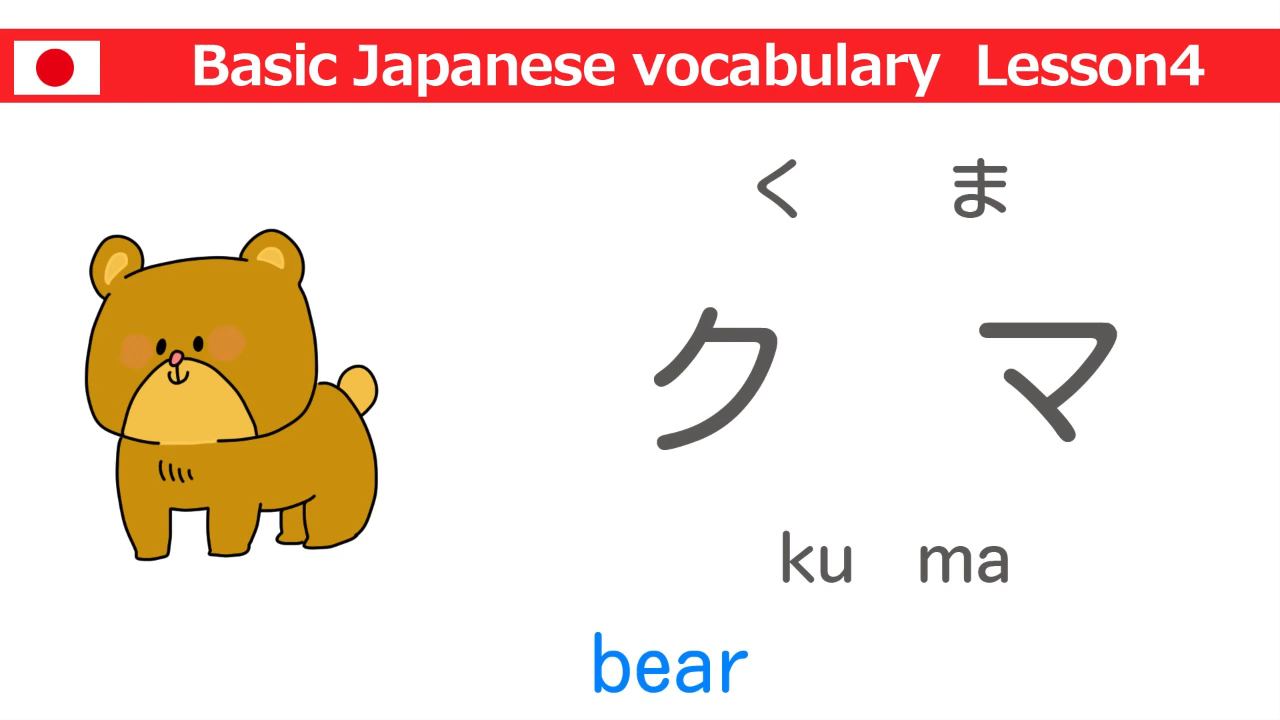 Basic Japanese vocabulary Lesson4
く ま
ク マ
ku ma
bear